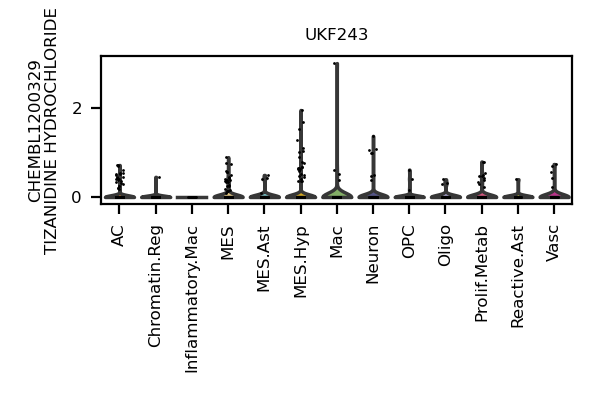 UKF243
CHEMBL1200329
TIZANIDINE HYDROCHLORIDE
2
0
AC
Chromatin.Reg
Inflammatory.Mac
MES
MES.Ast
MES.Hyp
Mac
Neuron
OPC
Oligo
Prolif.Metab
Reactive.Ast
Vasc